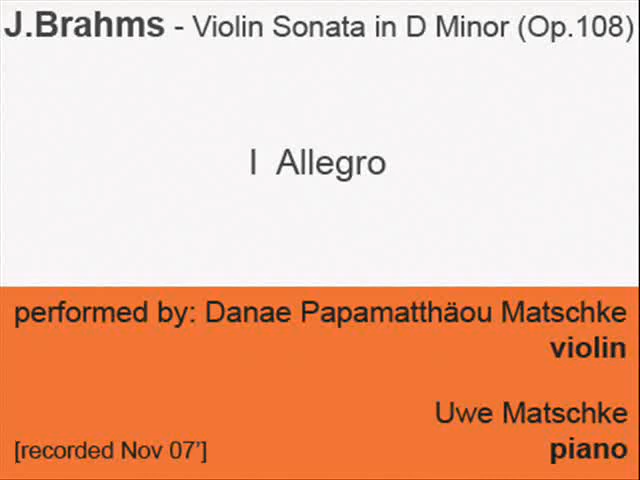 J.Brahms - Violin Sonata in D Minor (Op.108)
I Allegro
performed by: Danae Papamatthäou Matschke
violin
Uwe Matschke
[recorded Nov 07'] piano